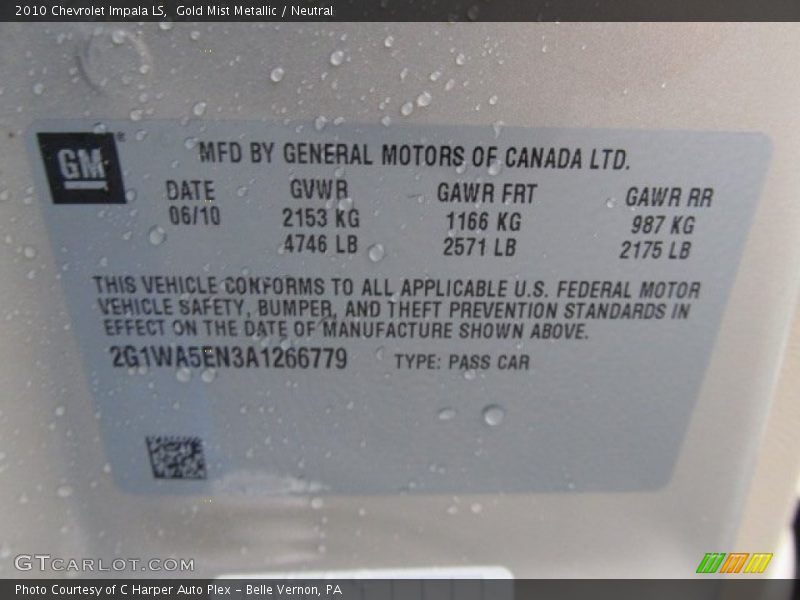 2010 Chevrolet Impala LS,  Gold Mist Metallic / Neutral
GM®
MFD BY GENERAL MOTORS OF CANADA LTD.
DATE GVWR GAWR FRT GAWR RR
06/10 2153 KG 1166 KG 987 KG
4746 LB 2571 LB 2175 LB
THIS VEHICLE CONFORMS TO ALL APPLICABLE U.S. FEDERAL MOTOR
VEHICLE SAFETY, BUMPER, AND THEFT PREVENTION STANDARDS IN
EFFECT ON THE DATE OF MANUFACTURE SHOWN ABOVE.
2G1WA5EN3A1266779 TYPE: PASS CAR
GTCARLOT.COM
Photo Courtesy of C Harper Auto Plex - Belle Vernon, PA